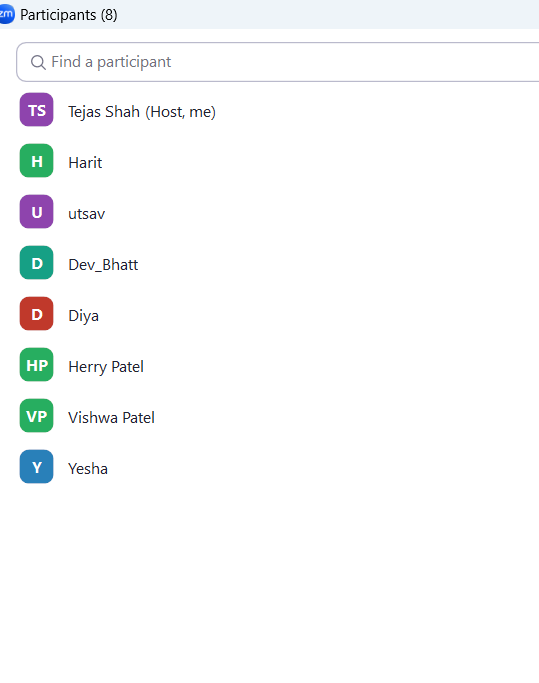 zm Participants (8)
Find a participant
TS Tejas Shah (Host, me)
H Harit
U utsav
D Dev_Bhatt
D Diya
HP Herry Patel
VP Vishwa Patel
Y Yesha